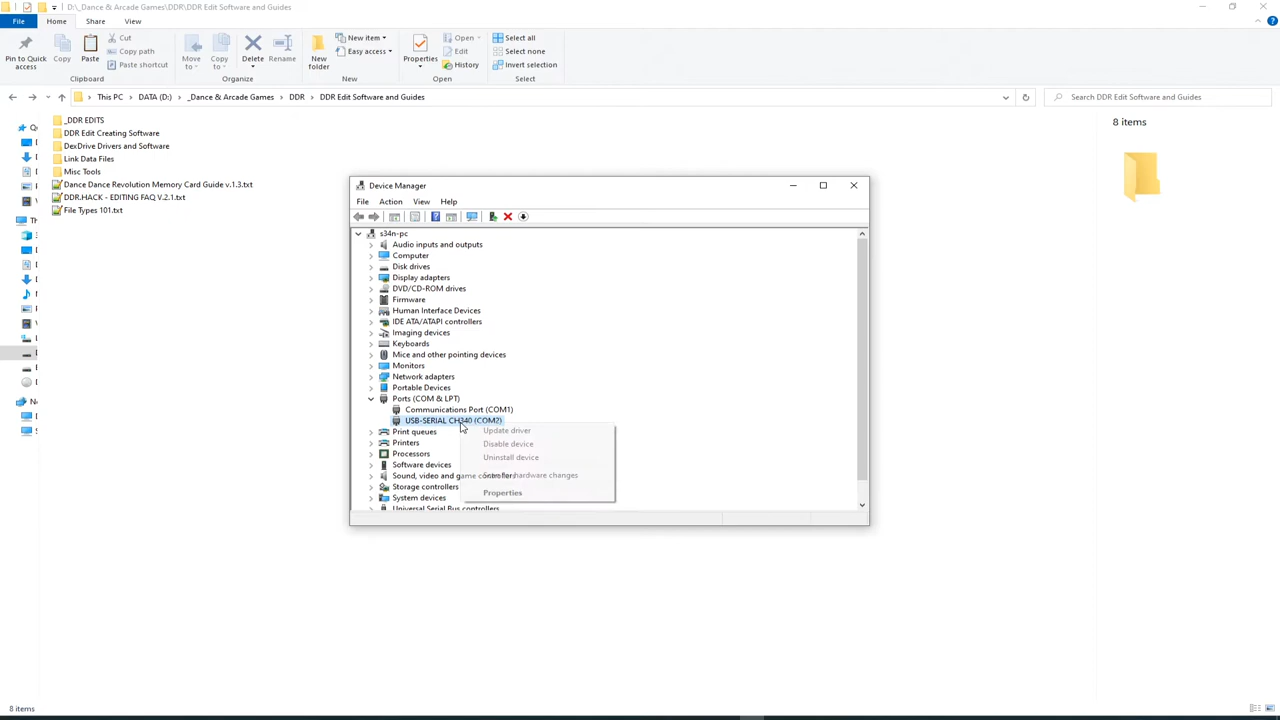 D:\_Dance & Arcade Games\DDR\DDR Edit Software and Guides
File Home Share View
Pin to Quick access
Copy
Paste
Cut
Copy path
Paste shortcut
Clipboard
Move to
Copy to
Delete
Rename
Organize
New folder
New item
Easy access
New
Properties
Open
Edit
History
Open
Select all
Select none
Invert selection
Select
This PC > DATA (D:) > _Dance & Arcade Games > DDR > DDR Edit Software and Guides
Search DDR Edit Software and Guides
_DDR EDITS
DDR Edit Creating Software
DexDrive Drivers and Software
Link Data Files
Misc Tools
Dance Dance Revolution Memory Card Guide v.1.3.txt
DDR.HACK - EDITING FAQ V.2.1.txt
File Types 101.txt
8 items
Device Manager
File Action View Help
s34n-pc
Audio inputs and outputs
Computer
Disk drives
Display adapters
DVD/CD-ROM drives
Firmware
Human Interface Devices
IDE ATA/ATAPI controllers
Imaging devices
Keyboards
Mice and other pointing devices
Monitors
Network adapters
Portable Devices
Ports (COM & LPT)
Communications Port (COM1)
USB-SERIAL CH340 (COM2)
Print queues
Printers
Processors
Software devices
Sound, video and game controllers
Storage controllers
System devices
Universal Serial Bus controllers
Update driver
Disable device
Uninstall device
Scan for hardware changes
Properties
8 items